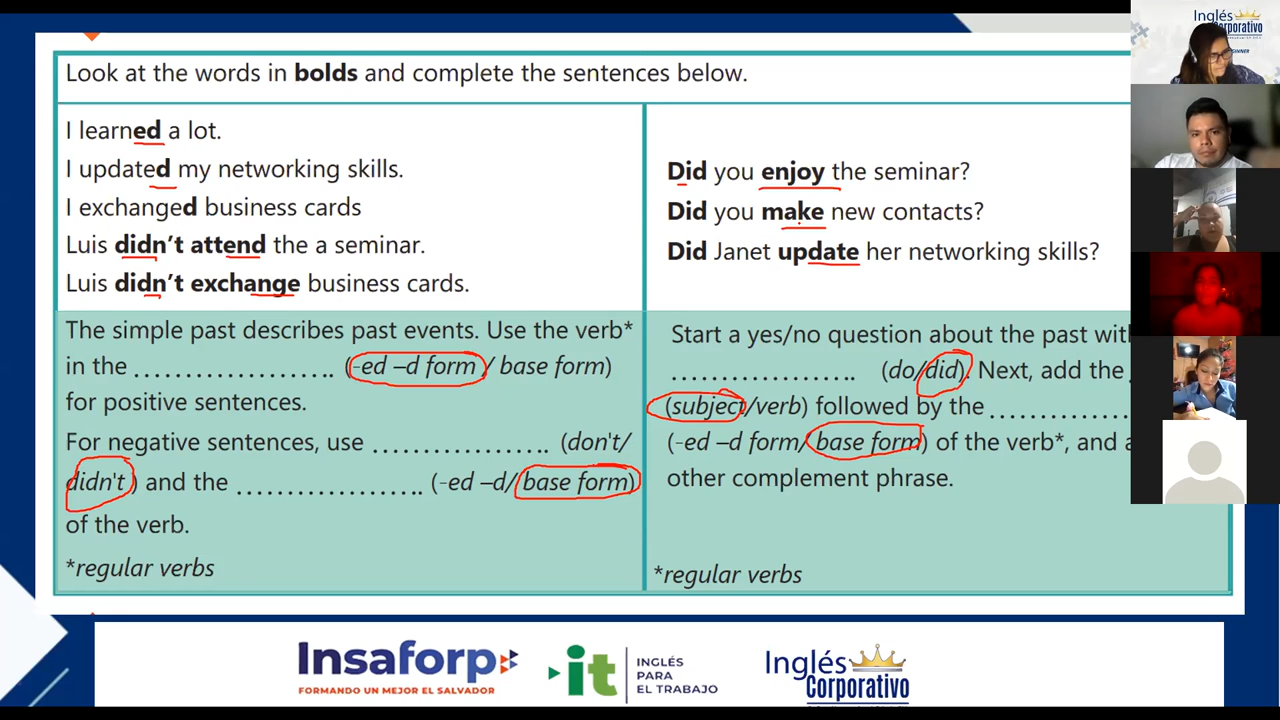 Look at the words in bolds and complete the sentences below.
I learned a lot.
I updated my networking skills.
I exchanged business cards
Luis didn't attend the a seminar.
Luis didn't exchange business cards.
Did you enjoy the seminar?
Did you make new contacts?
Did Janet update her networking skills?
The simple past describes past events. Use the verb*
in the .................... (-ed –d form/ base form)
for positive sentences.
For negative sentences, use .................. (don't/
didn't ) and the ................... (-ed –d/ base form)
of the verb.
*regular verbs
Start a yes/no question about the past
.................. (do/did). Next, add the
(subject/verb) followed by the ..............
(-ed –d form/ base form) of the verb*, and
other complement phrase.
*regular verbs
Insaforp
FORMANDO UN MEJOR EL SALVADOR
it
INGLÉS
PARA
EL TRABAJO
Inglés
Corporativo
Inglés
Corporativo